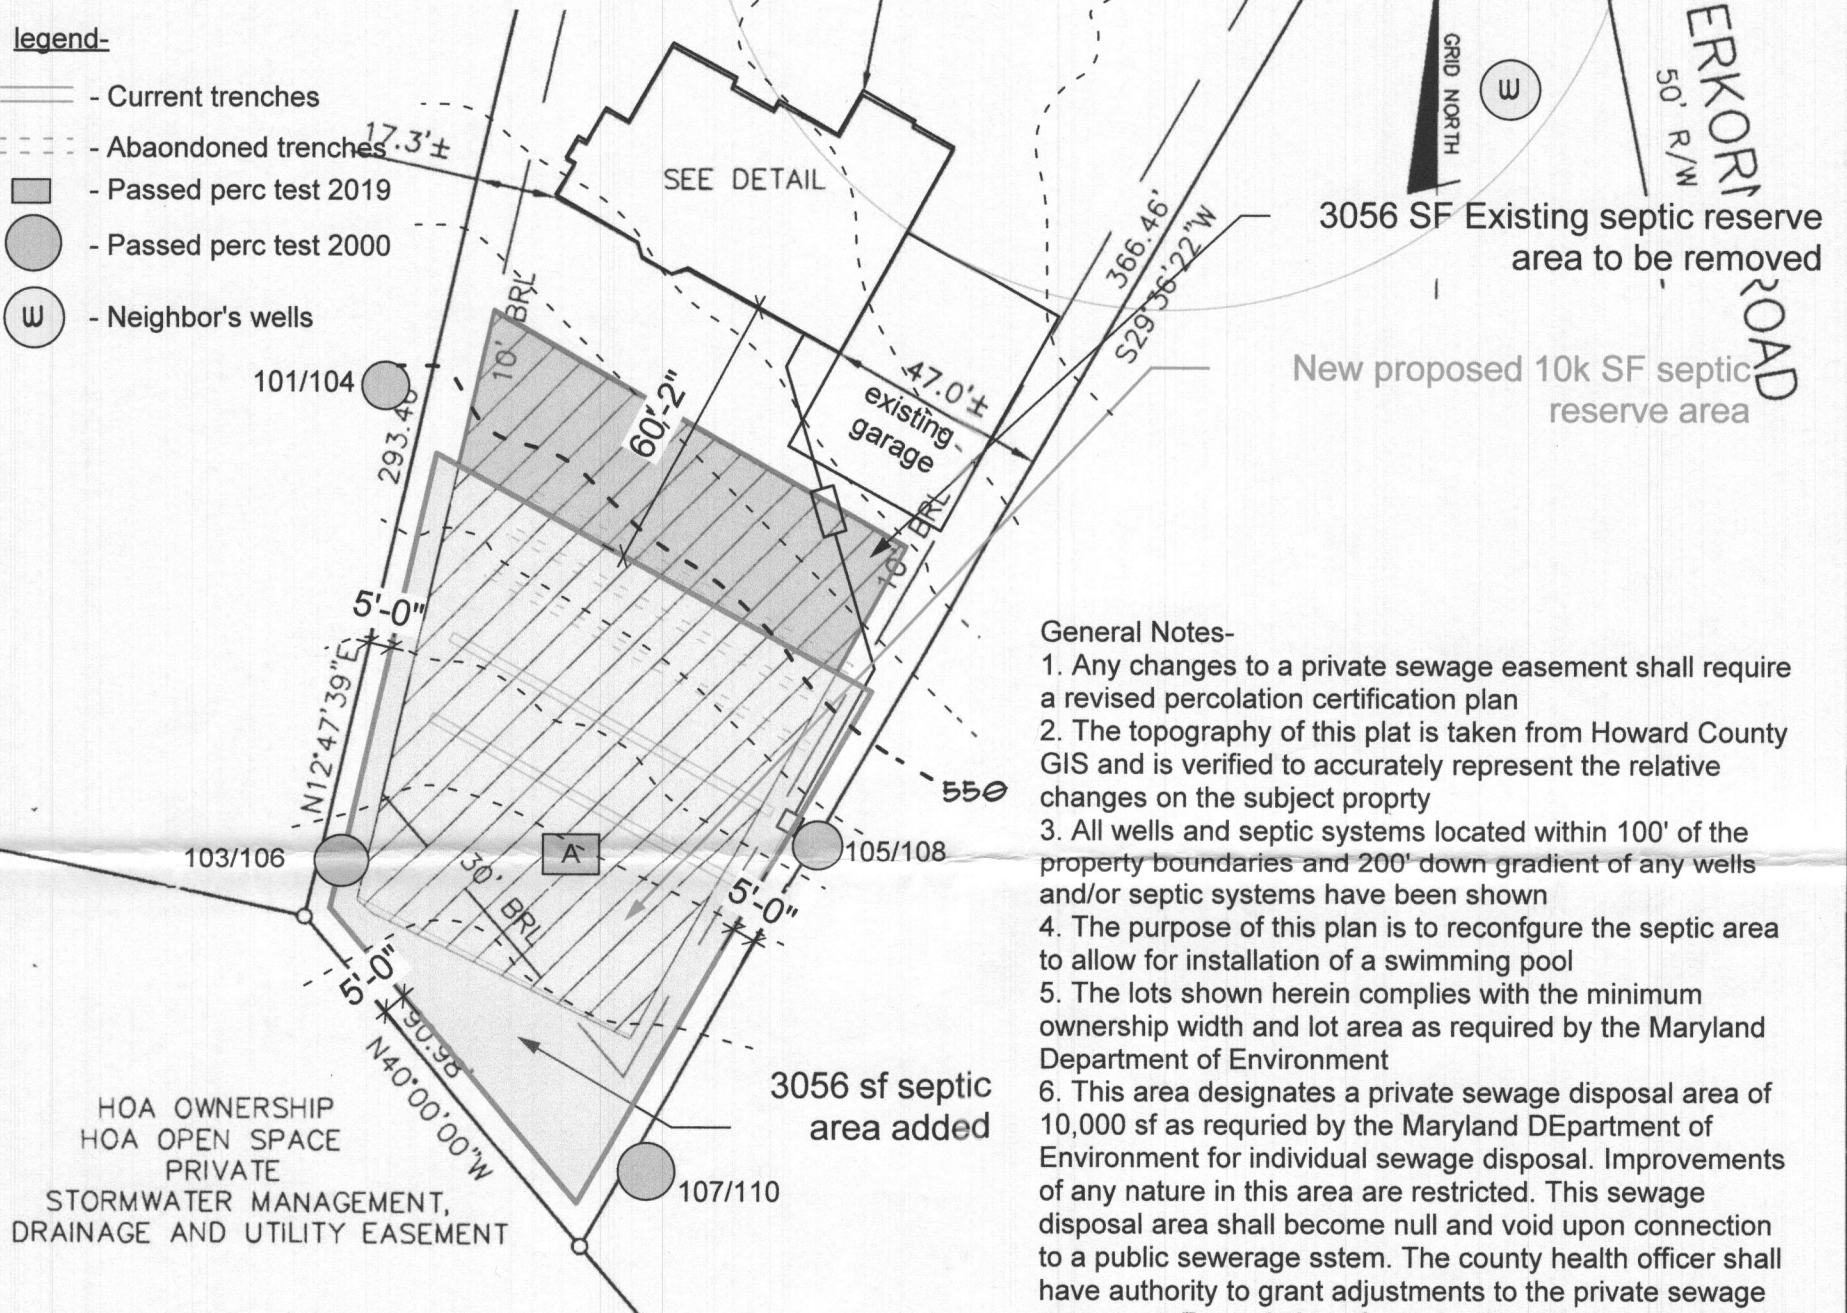 legend-
- Current trenches
- Abaondoned trenches
- Passed perc test 2019
- Passed perc test 2000
W
- Neighbor's wells
17.3'±
SEE DETAIL
GRID NORTH
W
50' R/W
ROAD
3056 SF Existing septic reserve
area to be removed
366.46'
S29°36'22"W
New proposed 10k SF septic
reserve area
10' BRL
101/104
293.46'
60'-2"
47.0'±
existing
garage
10' BRL
5'-0"
N12°47'39"E
550
103/106
A
105/108
30' BRL
5'-0"
5'-0"
90.98'
N40°00'00"W
3056 sf septic
area added
107/110
HOA OWNERSHIP
HOA OPEN SPACE
PRIVATE
STORMWATER MANAGEMENT,
DRAINAGE AND UTILITY EASEMENT
General Notes-
1. Any changes to a private sewage easement shall require
a revised percolation certification plan
2. The topography of this plat is taken from Howard County
GIS and is verified to accurately represent the relative
changes on the subject proprty
3. All wells and septic systems located within 100' of the
property boundaries and 200' down gradient of any wells
and/or septic systems have been shown
4. The purpose of this plan is to reconfgure the septic area
to allow for installation of a swimming pool
5. The lots shown herein complies with the minimum
ownership width and lot area as required by the Maryland
Department of Environment
6. This area designates a private sewage disposal area of
10,000 sf as requried by the Maryland DEpartment of
Environment for individual sewage disposal. Improvements
of any nature in this area are restricted. This sewage
disposal area shall become null and void upon connection
to a public sewerage sstem. The county health officer shall
have authority to grant adjustments to the private sewage